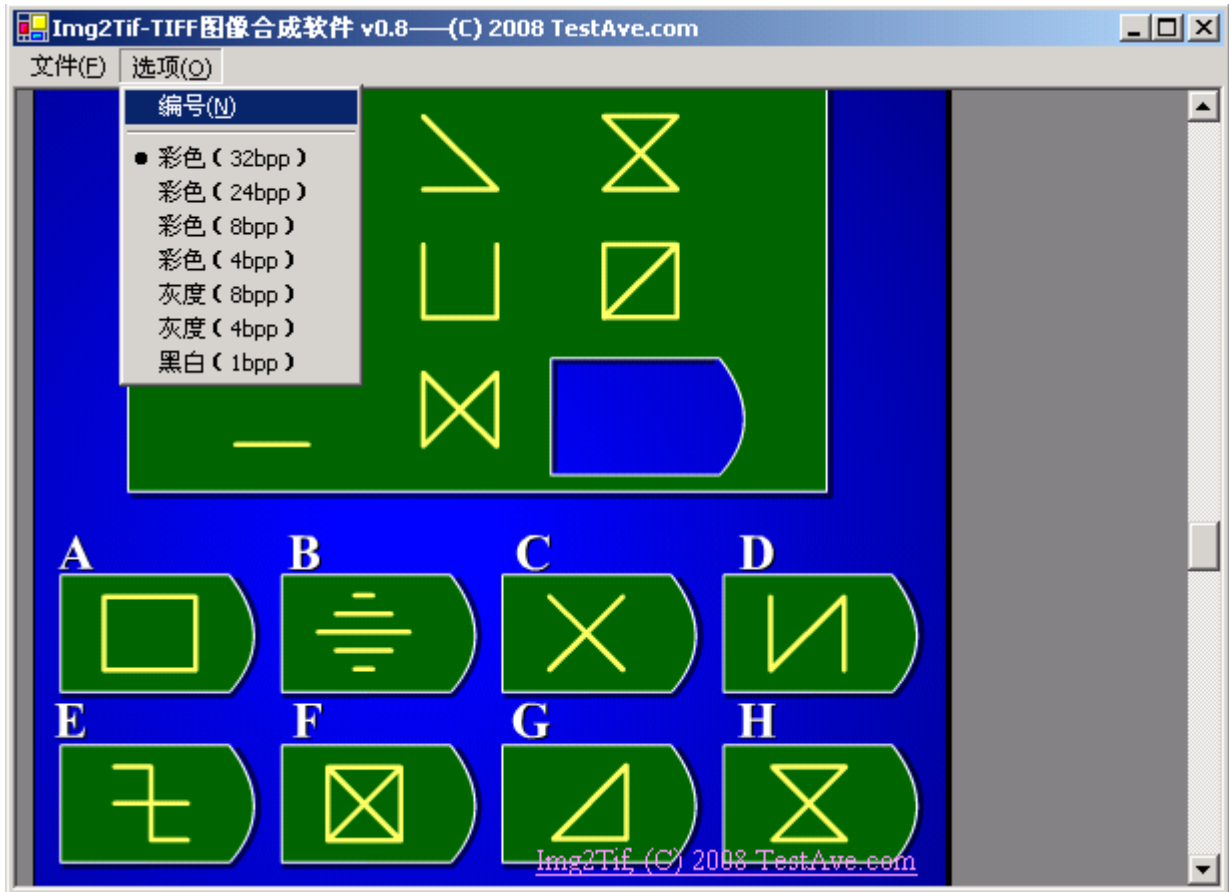 Img2Tif-TIFF图像合成软件 v0.8——(C) 2008 TestAve.com
文件(F) 选项(O)
编号(N)
彩色(32bpp)
彩色(24bpp)
彩色(8bpp)
彩色(4bpp)
灰度(8bpp)
灰度(4bpp)
黑白(1bpp)
A B C D
E F G H
Img2Tif, (C) 2008 TestAve.com